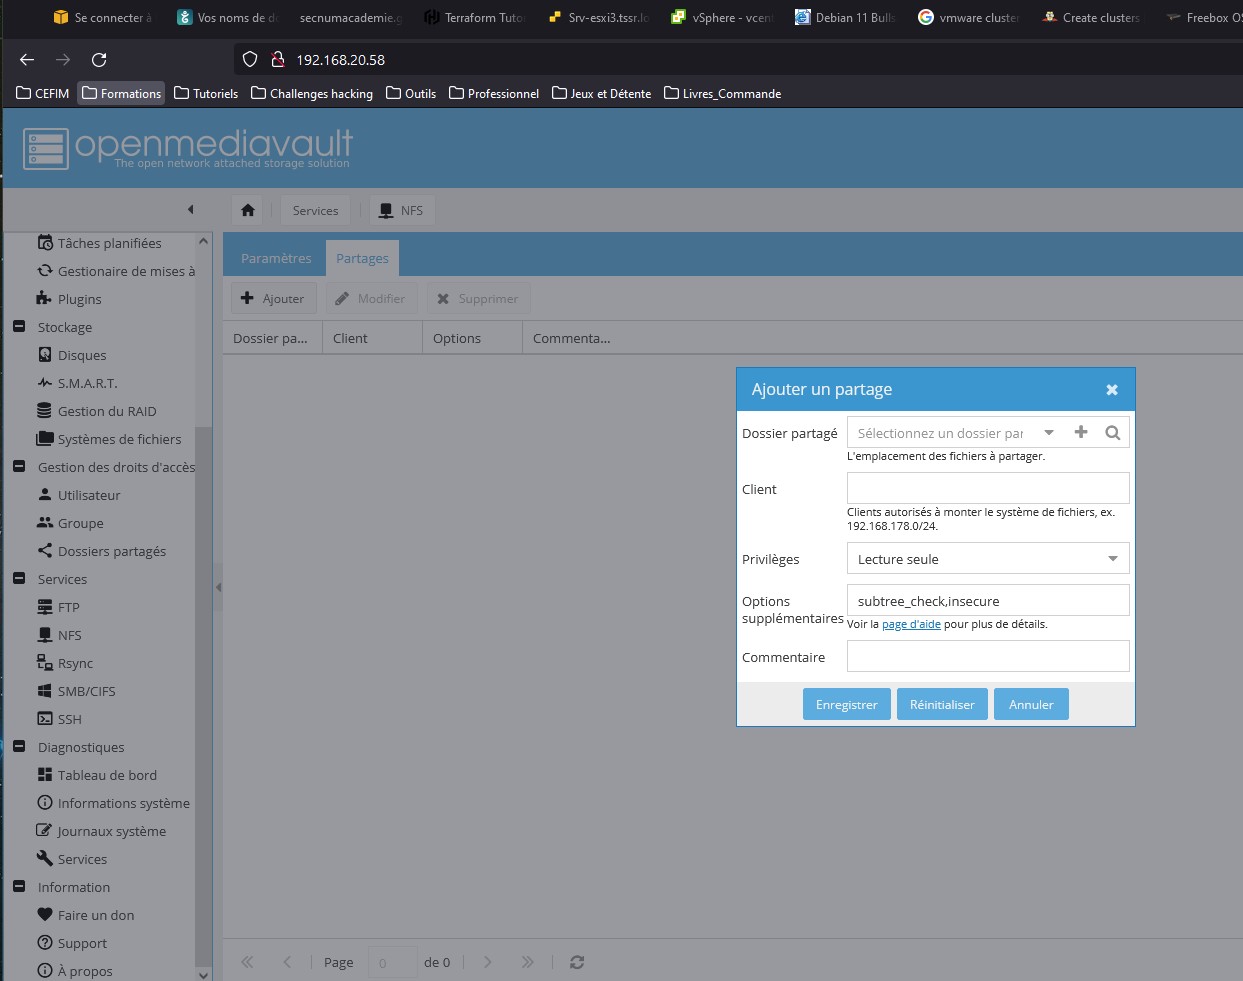 Se connecter à
Vos noms de do
secnumacademie.g
Terraform Tuto
Srv-esxi3.tssr.lo
vSphere - vcent
Debian 11 Bulls
vmware cluster
Create clusters
Freebox OS
192.168.20.58
CEFIM
Formations
Tutoriels
Challenges hacking
Outils
Professionnel
Jeux et Détente
Livres_Commande
openmediavault
The open network attached storage solution
Services
NFS
Tâches planifiées
Gestionaire de mises à
Plugins
Stockage
Disques
S.M.A.R.T.
Gestion du RAID
Systèmes de fichiers
Gestion des droits d'accès
Utilisateur
Groupe
Dossiers partagés
Services
FTP
NFS
Rsync
SMB/CIFS
SSH
Diagnostiques
Tableau de bord
Informations système
Journaux système
Services
Information
Faire un don
Support
À propos
Paramètres
Partages
Ajouter
Modifier
Supprimer
Dossier pa...
Client
Options
Commenta...
Ajouter un partage
Dossier partagé
Sélectionnez un dossier par
L'emplacement des fichiers à partager.
Client
Clients autorisés à monter le système de fichiers, ex.
192.168.178.0/24.
Privilèges
Lecture seule
Options
supplémentaires
subtree_check,insecure
Voir la page d'aide pour plus de détails.
Commentaire
Enregistrer
Réinitialiser
Annuler
Page
0
de 0